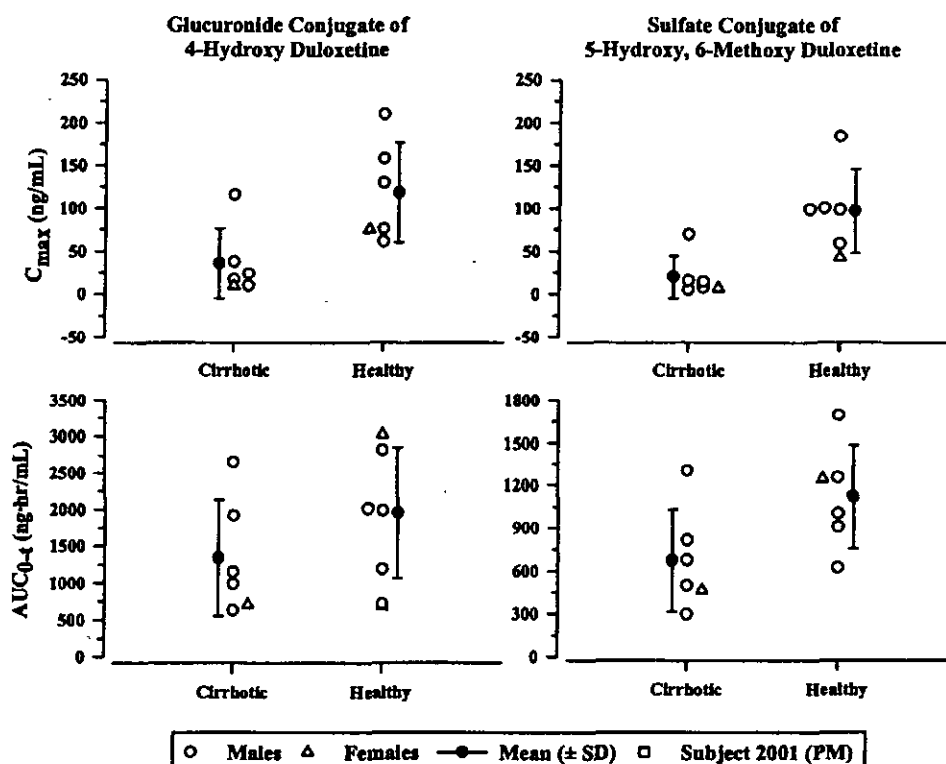 Glucuronide Conjugate of
4-Hydroxy Duloxetine
Sulfate Conjugate of
5-Hydroxy, 6-Methoxy Duloxetine
Cmax (ng/mL)
250
200
150
100
50
0
-50
Cirrhotic
Healthy
250
200
150
100
50
0
-50
Cirrhotic
Healthy
AUC0-t (ng·hr/mL)
3500
3000
2500
2000
1500
1000
500
0
Cirrhotic
Healthy
1800
1500
1200
900
600
300
0
Cirrhotic
Healthy
Males
Females
Mean (± SD)
Subject 2001 (PM)